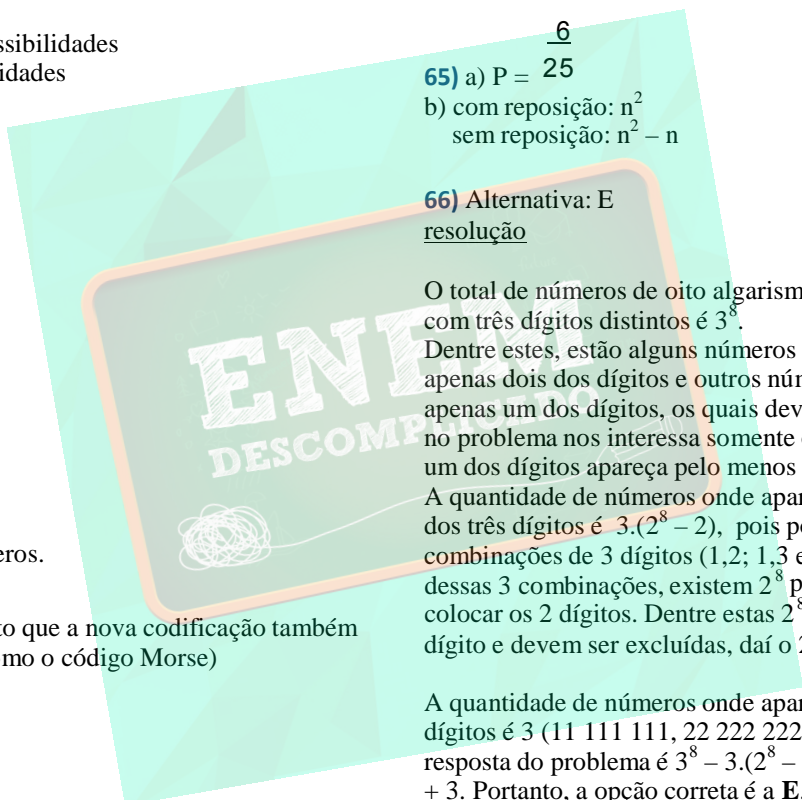 ssibilidades
idades
eros.
to que a nova codificação também
omo o código Morse)
ENEM
DESCOMPLICADO
65) a) P = 6/25
b) com reposição: n²
sem reposição: n² – n
66) Alternativa: E
resolução
O total de números de oito algarism
com três dígitos distintos é 3⁸.
Dentre estes, estão alguns números
apenas dois dos dígitos e outros núm
apenas um dos dígitos, os quais dev
no problema nos interessa somente
um dos dígitos apareça pelo menos
A quantidade de números onde apar
dos três dígitos é 3.(2⁸ – 2), pois po
combinações de 3 dígitos (1,2; 1,3 e
dessas 3 combinações, existem 2⁸ p
colocar os 2 dígitos. Dentre estas 2⁸
dígito e devem ser excluídas, daí o 2
A quantidade de números onde apar
dígitos é 3 (11 111 111, 22 222 222
resposta do problema é 3⁸ – 3.(2⁸ –
+ 3. Portanto, a opção correta é a E.